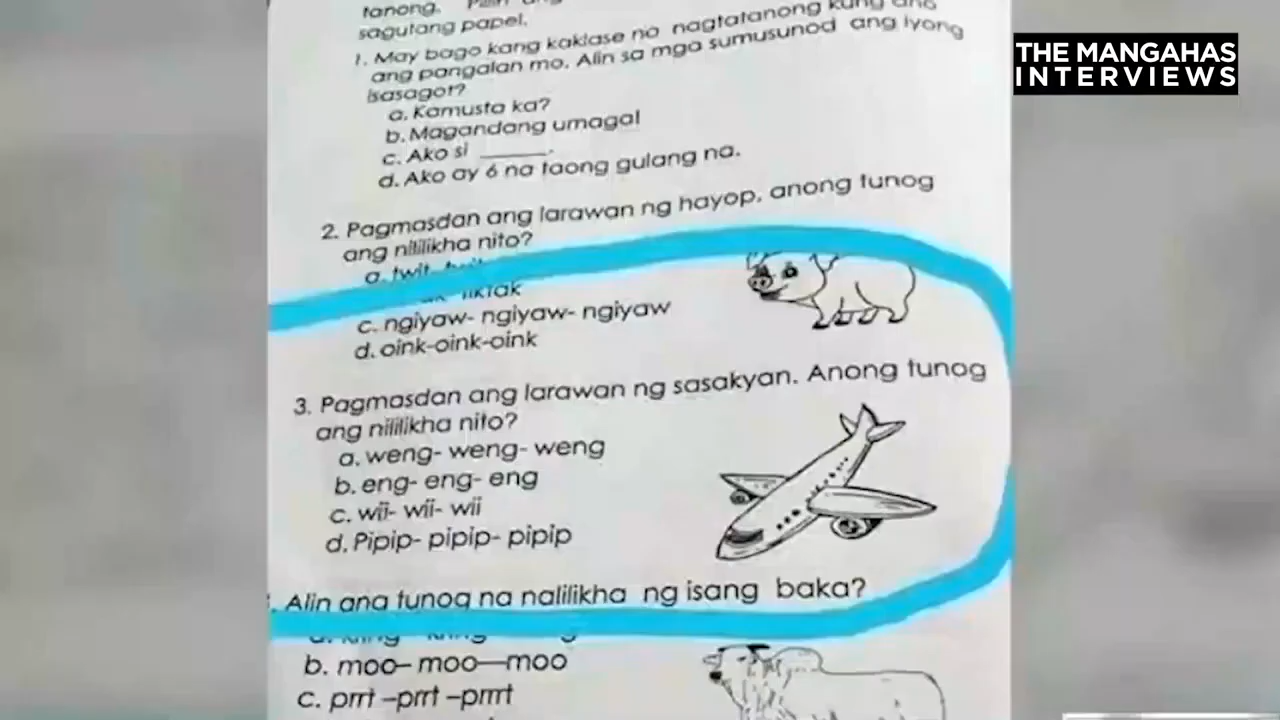 tanong.
sagutang papel.
1. May bago kang kaklase na nagtatanong kung ano
ang pangalan mo. Alin sa mga sumusunod ang iyong
isasagot?
a. Kamusta ka?
b. Magandang umaga!
c. Ako si ______.
d. Ako ay 6 na taong gulang na.
2. Pagmasdan ang larawan ng hayop, anong tunog
ang nililikha nito?
a. twit-
c. ngiyaw- ngiyaw- ngiyaw
d. oink-oink-oink
3. Pagmasdan ang larawan ng sasakyan. Anong tunog
ang nililikha nito?
a. weng- weng- weng
b. eng- eng- eng
c. wii- wii- wii
d. Pipip- pipip- pipip
. Alin ang tunog na nalilikha ng isang baka?
b. moo- moo—moo
c. prrt -prrt -prrrt
THE MANGAHAS
INTERVIEWS